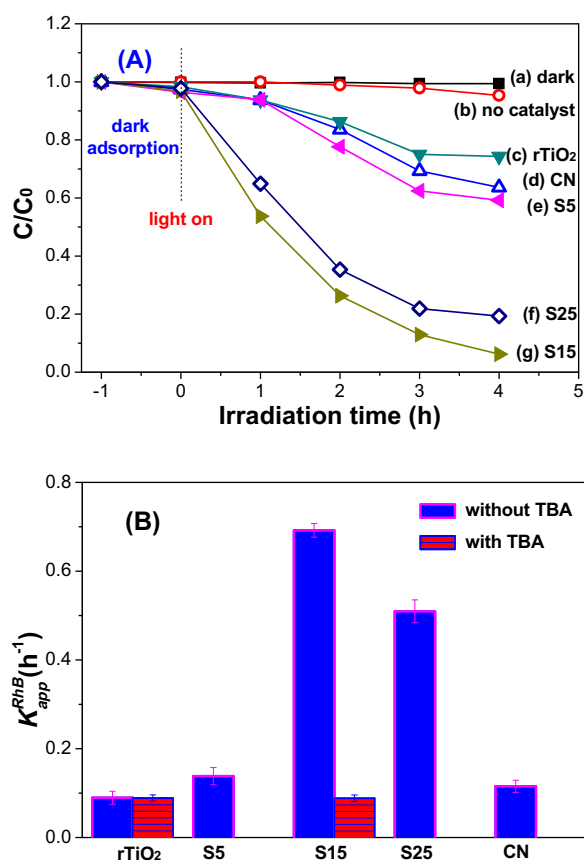 (A)
1.2
1.0
0.8
0.6
0.4
0.2
0.0
C/C₀
dark
adsorption
light on
(a) dark
(b) no catalyst
(c) rTiO₂
(d) CN
(e) S5
(f) S25
(g) S15
-1 0 1 2 3 4 5
Irradiation time (h)
(B)
without TBA
with TBA
0.8
0.6
0.4
0.2
0.0
K_app^RhB (h⁻¹)
rTiO₂ S5 S15 S25 CN